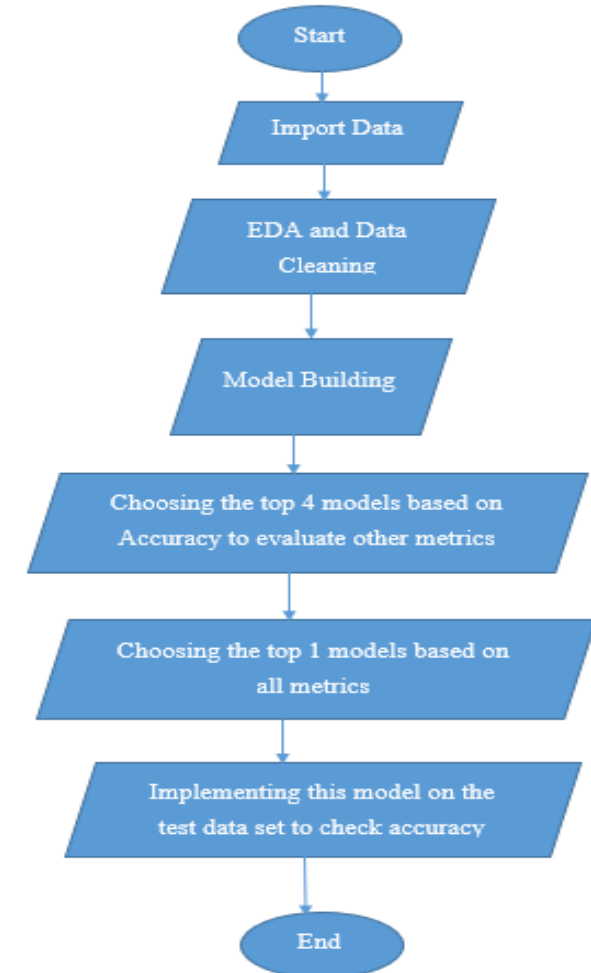 Start
Import Data
EDA and Data
Cleaning
Model Building
Choosing the top 4 models based on
Accuracy to evaluate other metrics
Choosing the top 1 models based on
all metrics
Implementing this model on the
test data set to check accuracy
End